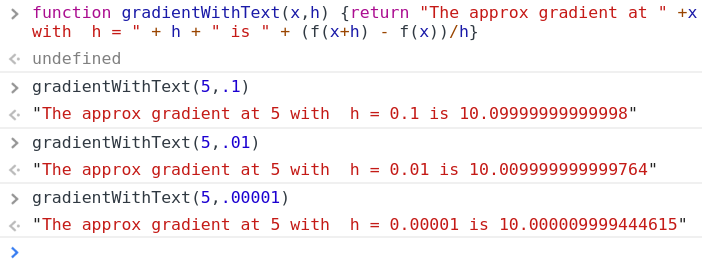 function gradientWithText(x,h) {return "The approx gradient at " +x
with  h = " + h + " is " + (f(x+h) - f(x))/h}
undefined
gradientWithText(5,.1)
"The approx gradient at 5 with  h = 0.1 is 10.09999999999998"
gradientWithText(5,.01)
"The approx gradient at 5 with  h = 0.01 is 10.009999999999764"
gradientWithText(5,.00001)
"The approx gradient at 5 with  h = 0.00001 is 10.000009999444615"